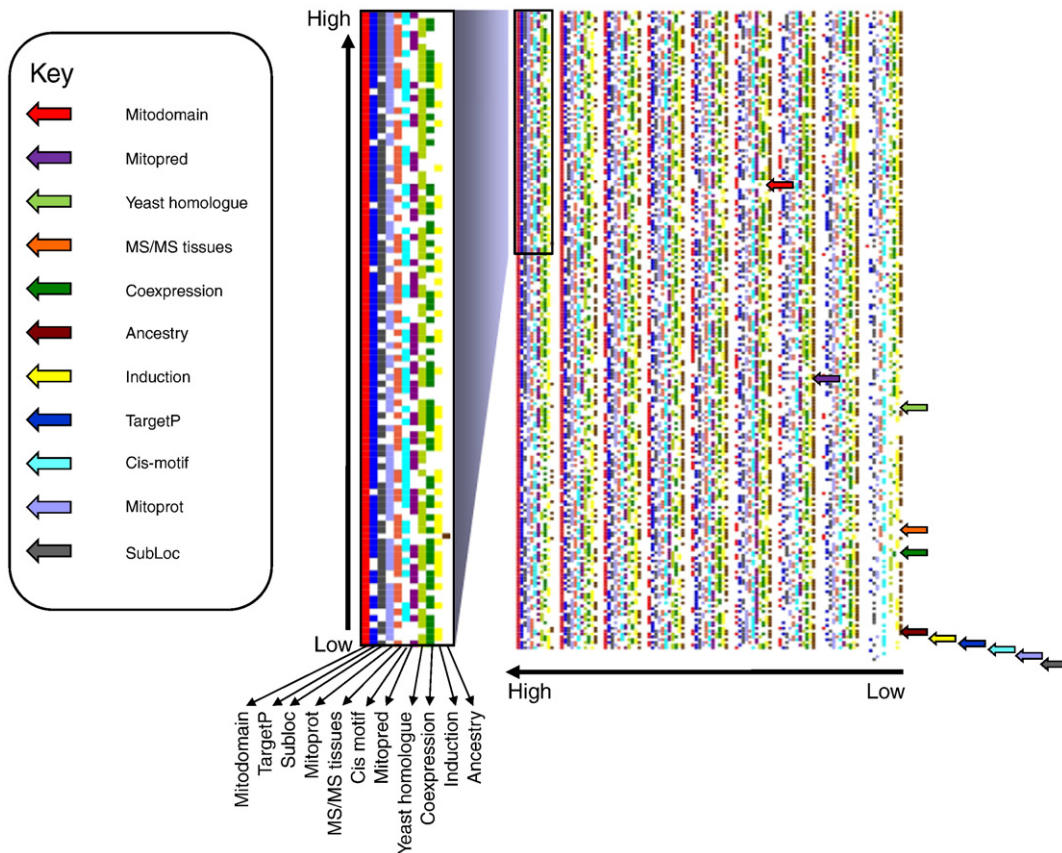 High
Key
Mitodomain
Mitopred
Yeast homologue
MS/MS tissues
Coexpression
Ancestry
Induction
TargetP
Cis-motif
Mitoprot
SubLoc
Low
High
Low
Mitodomain
TargetP
Subloc
Mitoprot
MS/MS tissues
Cis motif
Mitopred
Yeast homologue
Coexpression
Induction
Ancestry